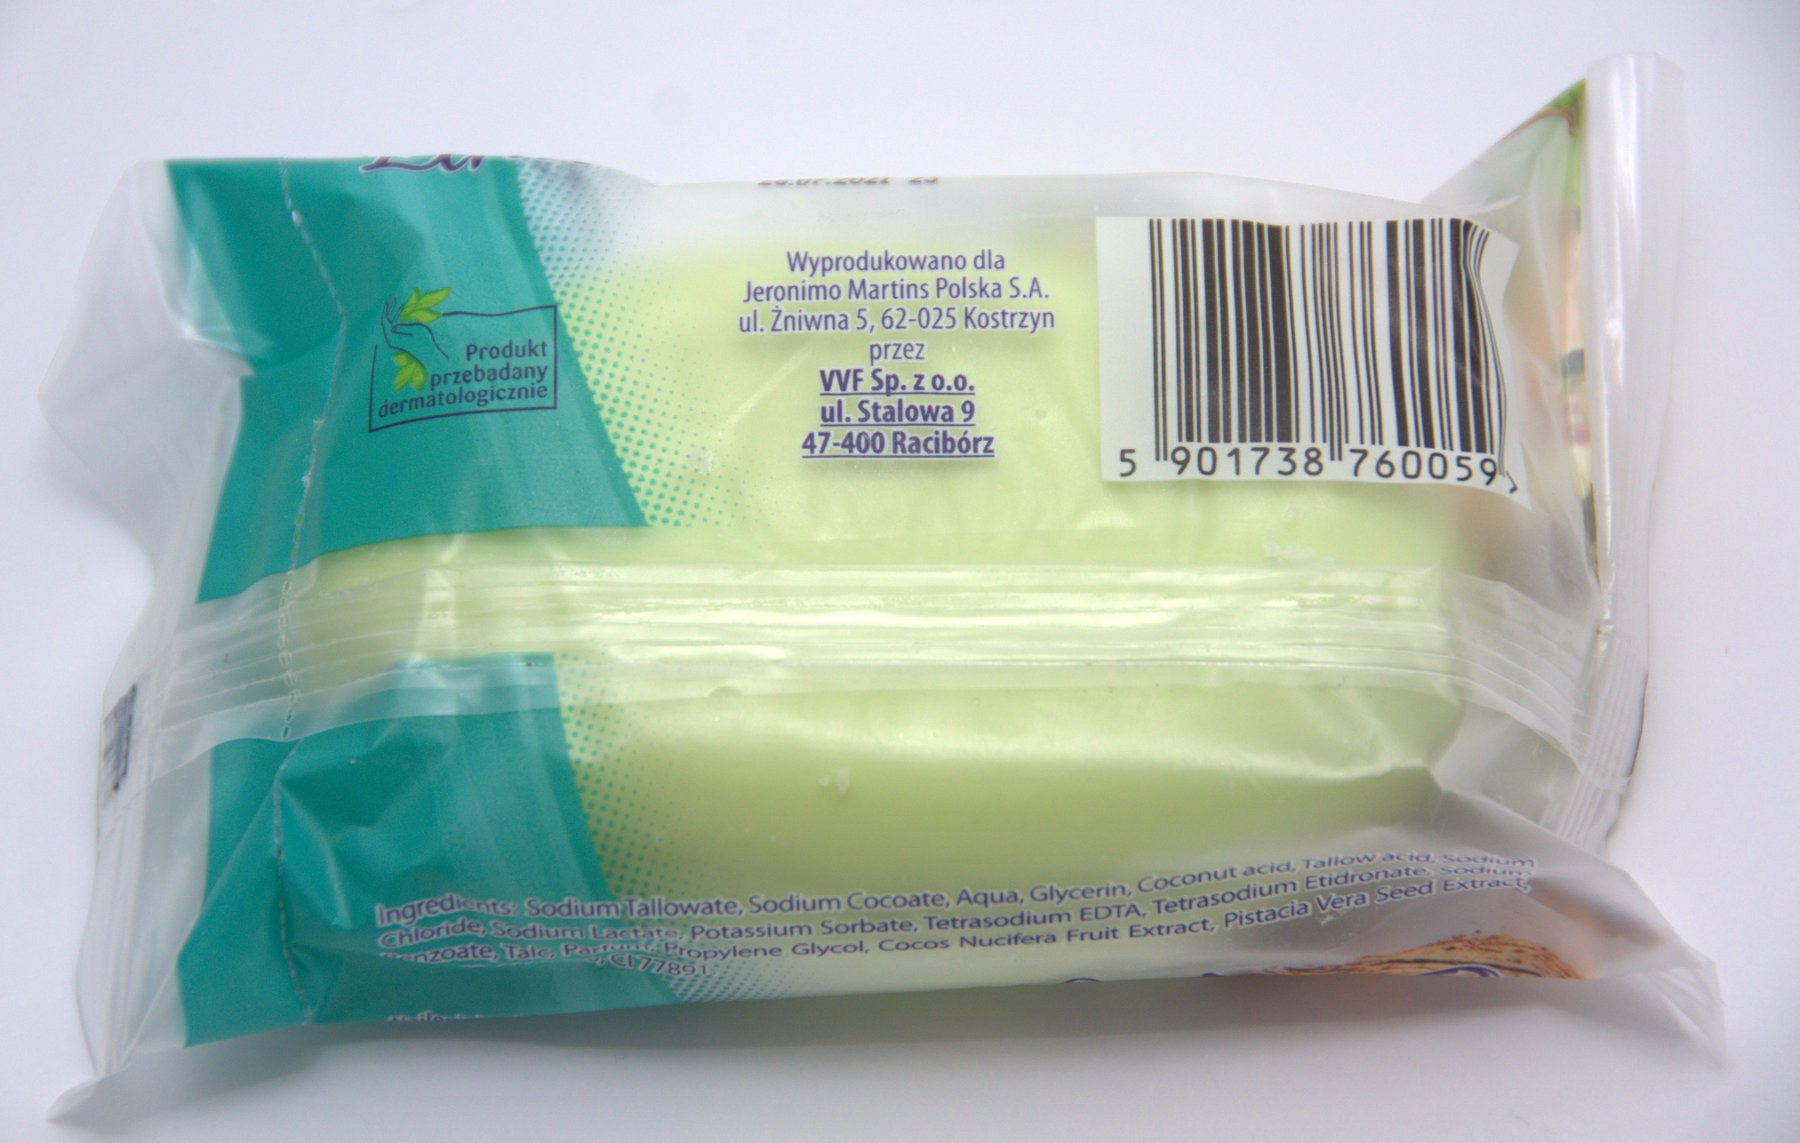 Produkt
przebadany
dermatologicznie
Wyprodukowano dla
Jeronimo Martins Polska S.A.
ul. Żniwna 5, 62-025 Kostrzyn
przez
VVF Sp. z o.o.
ul. Stalowa 9
47-400 Racibórz
5 901738 760059 >
Ingredients: Sodium Tallowate, Sodium Cocoate, Aqua, Glycerin, Coconut acid, Tallow acid, Sodium
Chloride, Sodium Lactate, Potassium Sorbate, Tetrasodium EDTA, Tetrasodium Etidronate, Sodium
Benzoate, Talc, Parfum, Propylene Glycol, Cocos Nucifera Fruit Extract, Pistacia Vera Seed Extract,
CI 77891.